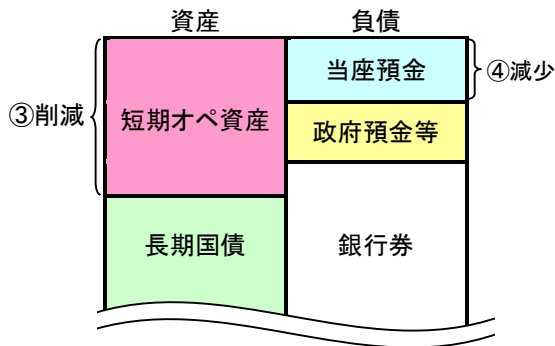 資産
負債
③削減
短期オペ資産
当座預金
④減少
政府預金等
長期国債
銀行券